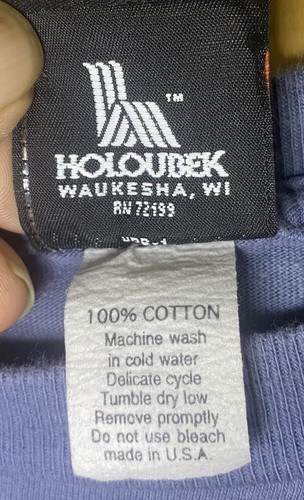 ™
HOLOUBEK
WAUKESHA, WI
RN 72199
100% COTTON
Machine wash
in cold water
Delicate cycle
Tumble dry low
Remove promptly
Do not use bleach
made in U.S.A.